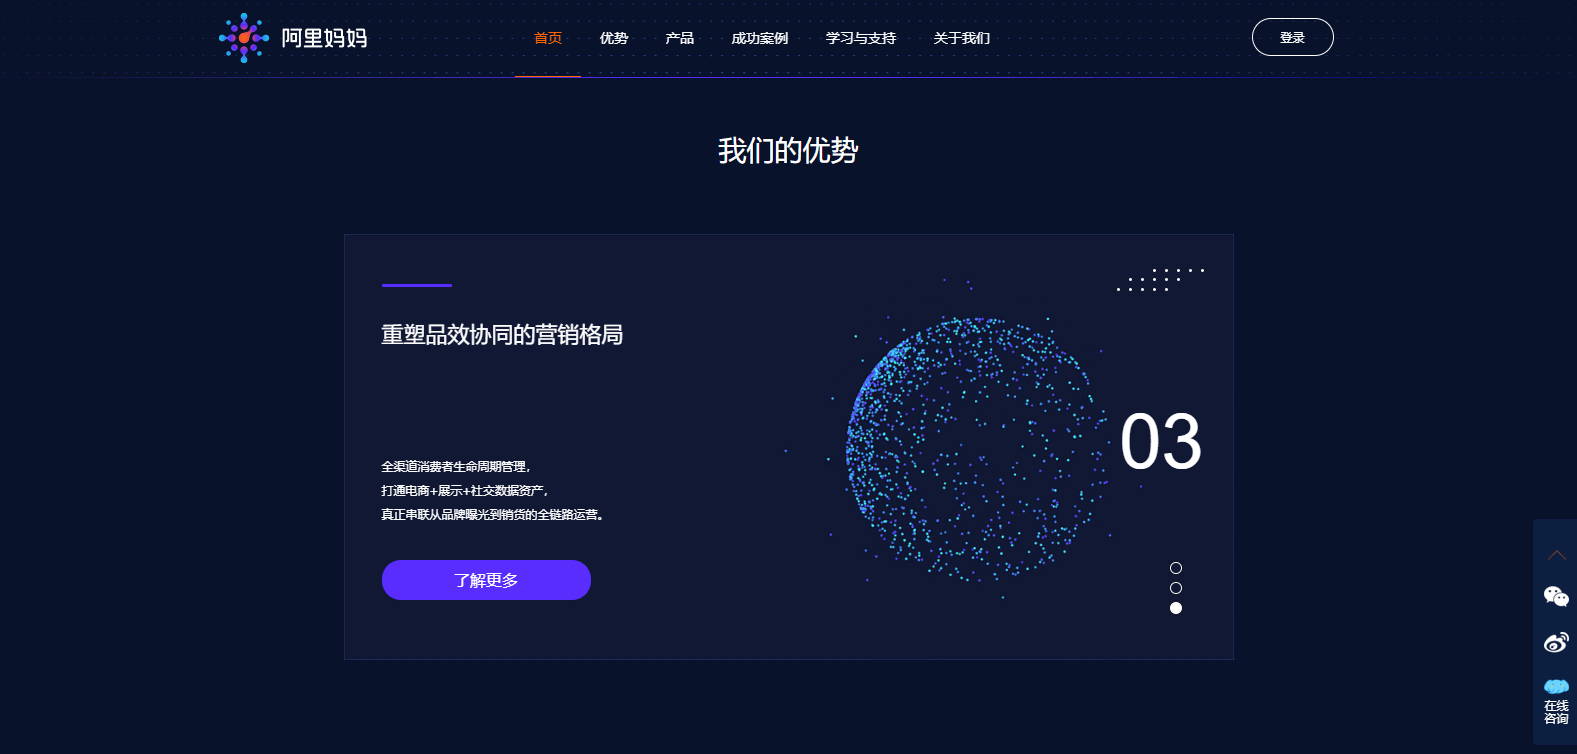 阿里妈妈
首页 优势 产品 成功案例 学习与支持 关于我们
登录
我们的优势
重塑品效协同的营销格局
03
全渠道消费者生命周期管理，
打通电商+展示+社交数据资产，
真正串联从品牌曝光到销货的全链路运营。
了解更多
在线
咨询